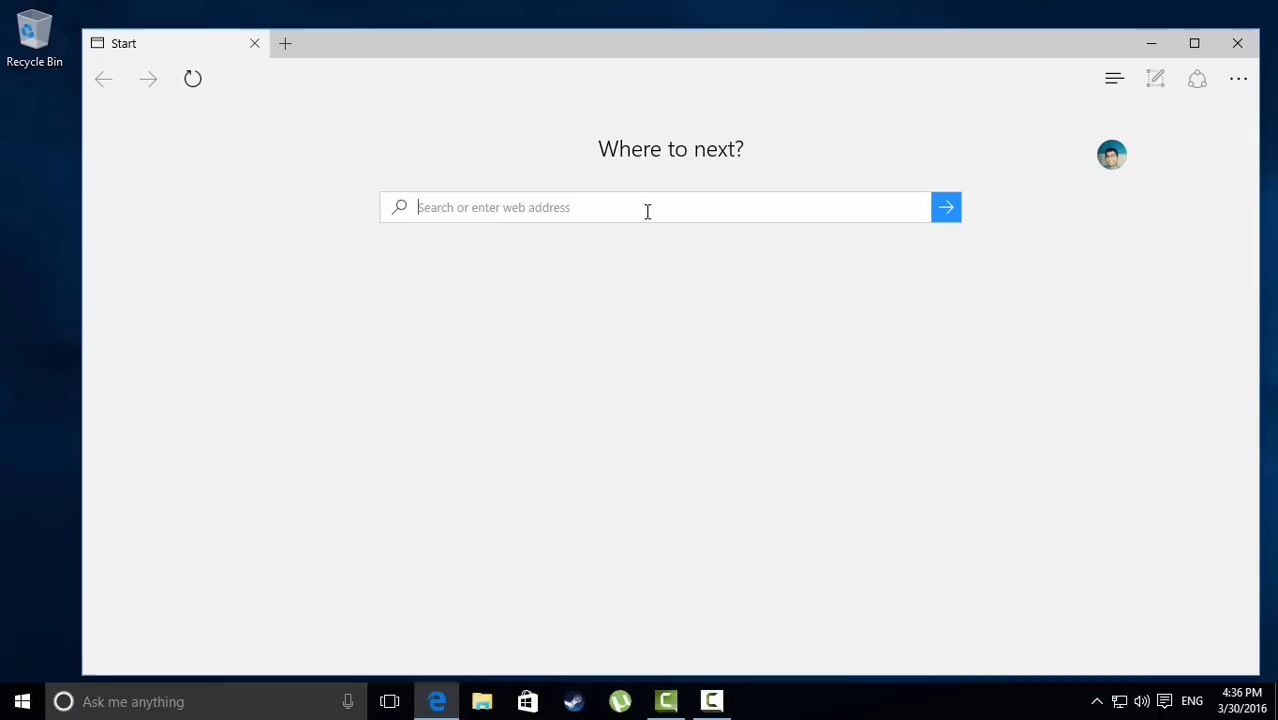 Recycle Bin
Start
Where to next?
Search or enter web address
Ask me anything
ENG
4:36 PM
3/30/2016